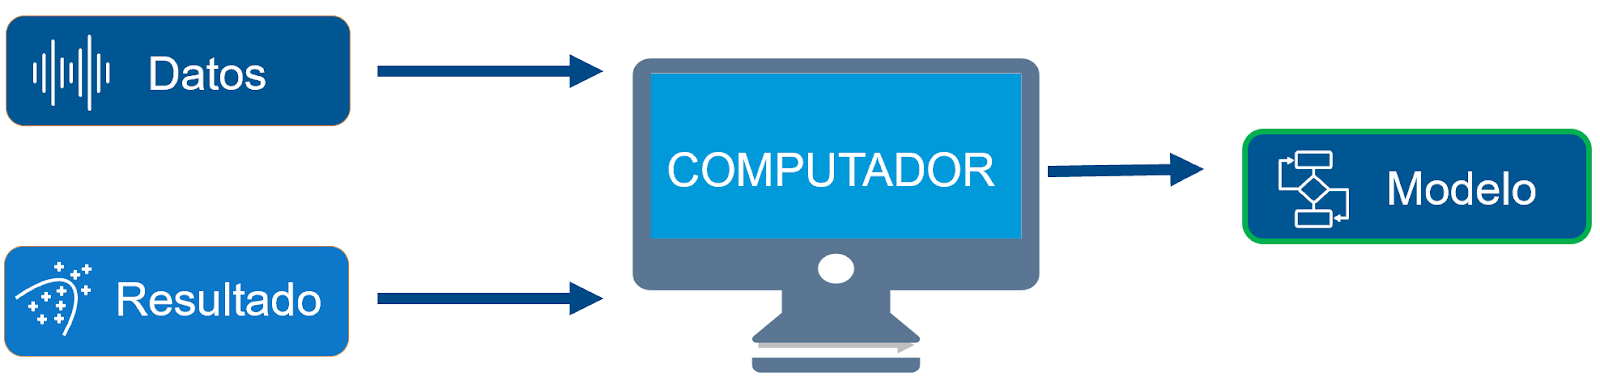 Datos
COMPUTADOR
Modelo
Resultado